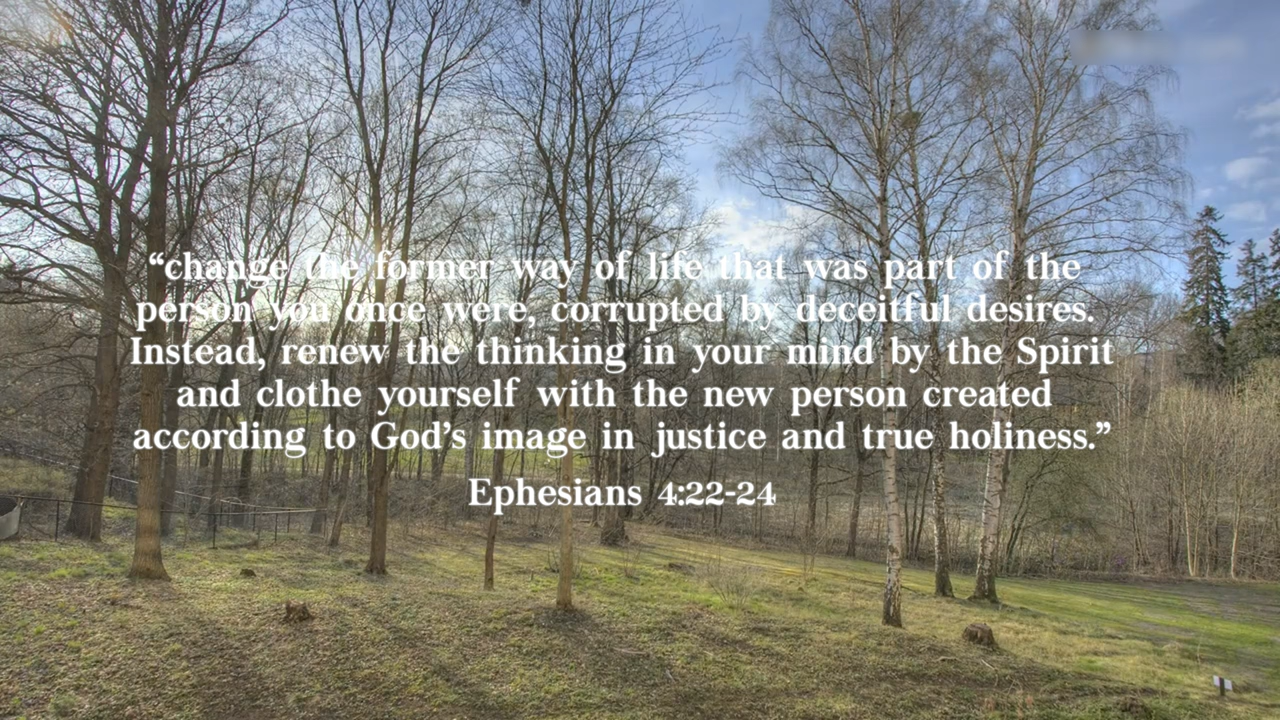 “change the former way of life that was part of the
person you once were, corrupted by deceitful desires.
Instead, renew the thinking in your mind by the Spirit
and clothe yourself with the new person created
according to God’s image in justice and true holiness.”
Ephesians 4:22-24